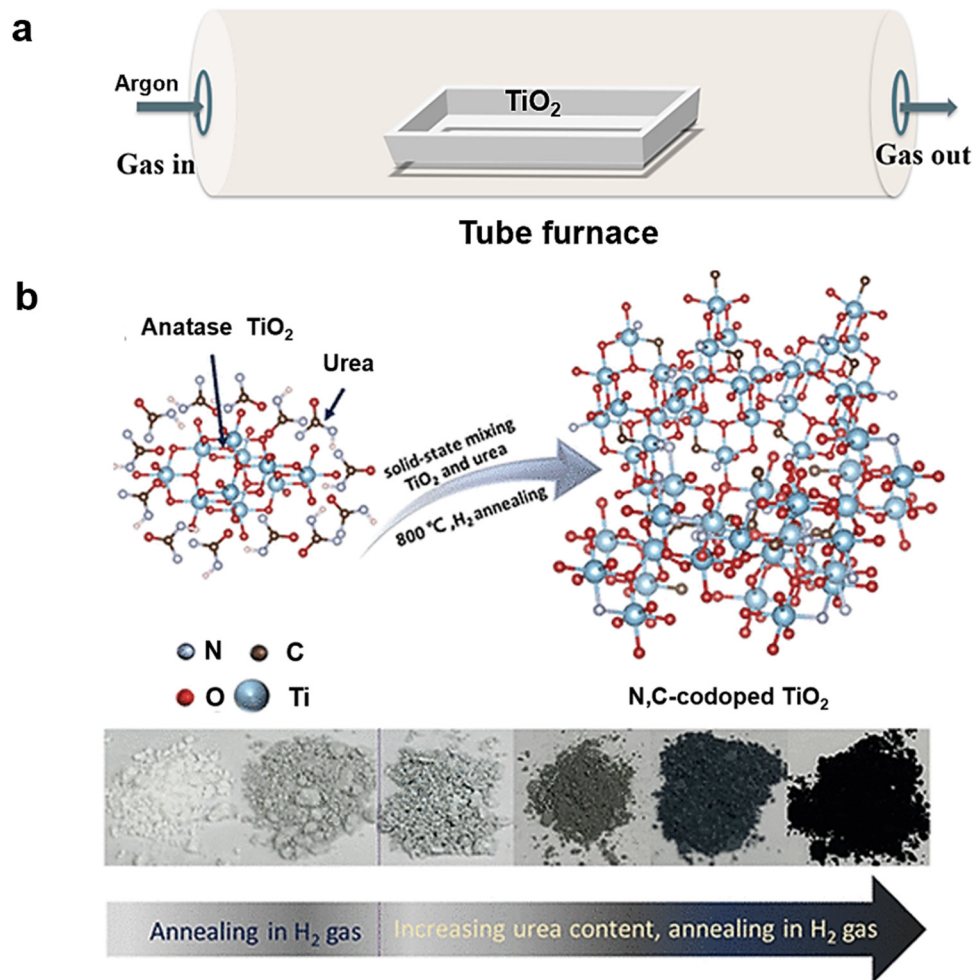 a
Argon
Gas in
TiO₂
Gas out
Tube furnace
b
Anatase TiO₂
Urea
solid-state mixing
TiO₂ and urea
800 ℃ ,H₂ annealing
N
C
O
Ti
N,C-codoped TiO₂
Annealing in H₂ gas
Increasing urea content, annealing in H₂ gas